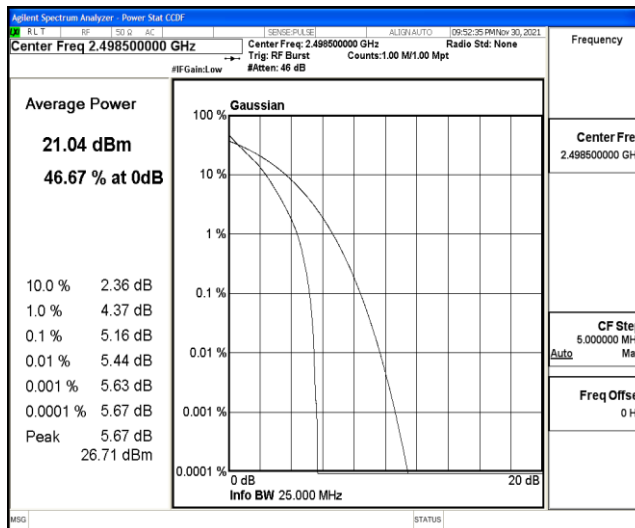 Agilent Spectrum Analyzer - Power Stat CCDF
R L T RF 50 Ω AC SENSE:PULSE ALIGN AUTO 09:52:35 PM Nov 30, 2021
Center Freq 2.498500000 GHz
Center Freq: 2.498500000 GHz Radio Std: None
Trig: RF Burst Counts:1.00 M/1.00 Mpt
#IFGain:Low #Atten: 46 dB
Frequency
Average Power
21.04 dBm
46.67 % at 0dB
10.0 % 2.36 dB
1.0 % 4.37 dB
0.1 % 5.16 dB
0.01 % 5.44 dB
0.001 % 5.63 dB
0.0001 % 5.67 dB
Peak 5.67 dB
26.71 dBm
Gaussian
100 %
10 %
1 %
0.1 %
0.01 %
0.001 %
0.0001 %
0 dB 20 dB
Info BW 25.000 MHz
Center Fre
2.498500000 GH
CF Ste
5.000000 MH
Auto Ma
Freq Offse
0 H
MSG STATUS